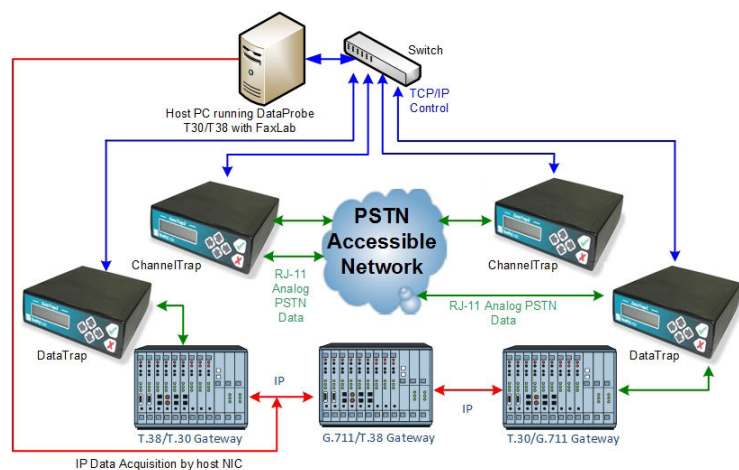 Switch
TCP/IP
Control
Host PC running DataProbe
T30/T38 with FaxLab
PSTN
Accessible
Network
ChannelTrap
ChannelTrap
RJ-11
Analog
PSTN
Data
RJ-11 Analog PSTN
Data
DataTrap
DataTrap
IP
IP
T.38/T.30 Gateway
G.711/T.38 Gateway
T.30/G.711 Gateway
IP Data Acquisition by host NIC